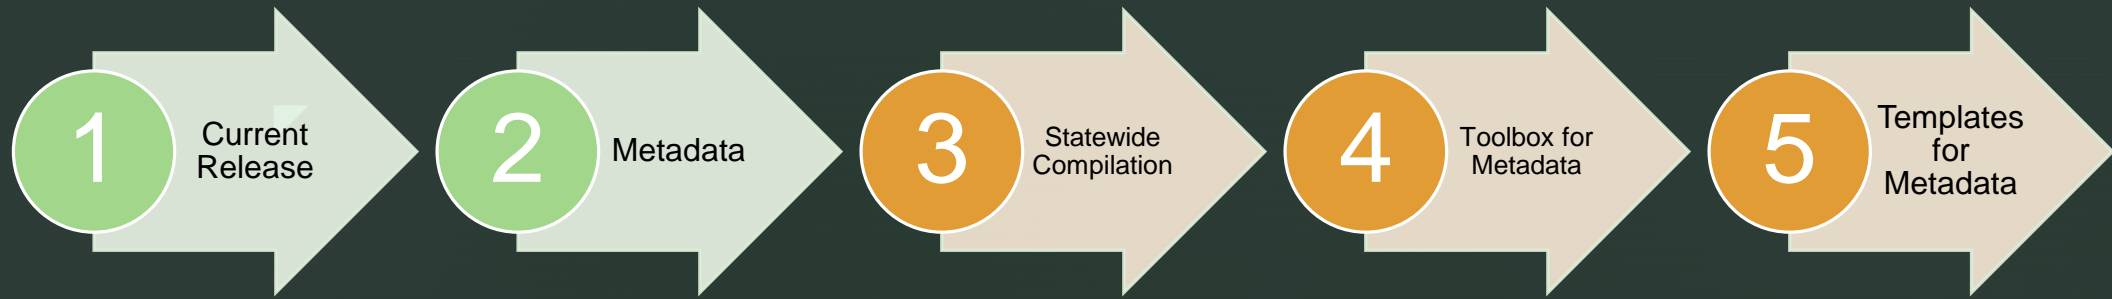 1
Current
Release
2
Metadata
3
Statewide
Compilation
4
Toolbox for
Metadata
5
Templates
for
Metadata